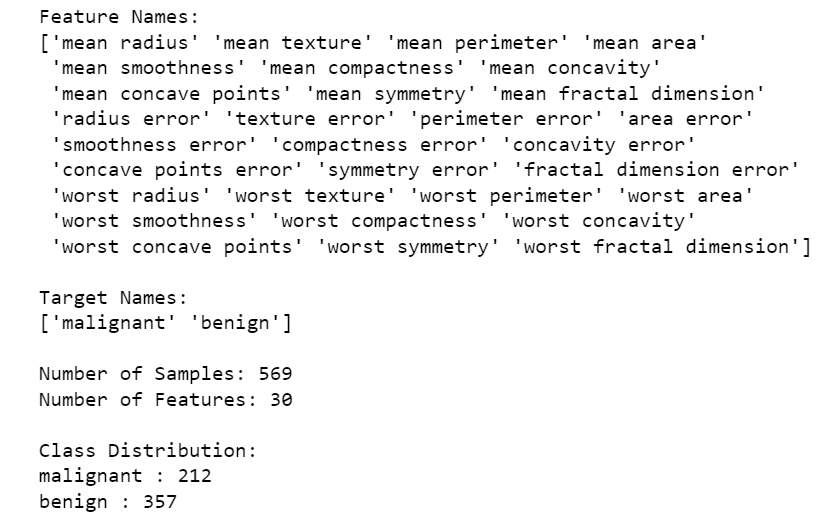 Feature Names:
['mean radius' 'mean texture' 'mean perimeter' 'mean area'
'mean smoothness' 'mean compactness' 'mean concavity'
'mean concave points' 'mean symmetry' 'mean fractal dimension'
'radius error' 'texture error' 'perimeter error' 'area error'
'smoothness error' 'compactness error' 'concavity error'
'concave points error' 'symmetry error' 'fractal dimension error'
'worst radius' 'worst texture' 'worst perimeter' 'worst area'
'worst smoothness' 'worst compactness' 'worst concavity'
'worst concave points' 'worst symmetry' 'worst fractal dimension']
Target Names:
['malignant' 'benign']
Number of Samples: 569
Number of Features: 30
Class Distribution:
malignant : 212
benign : 357